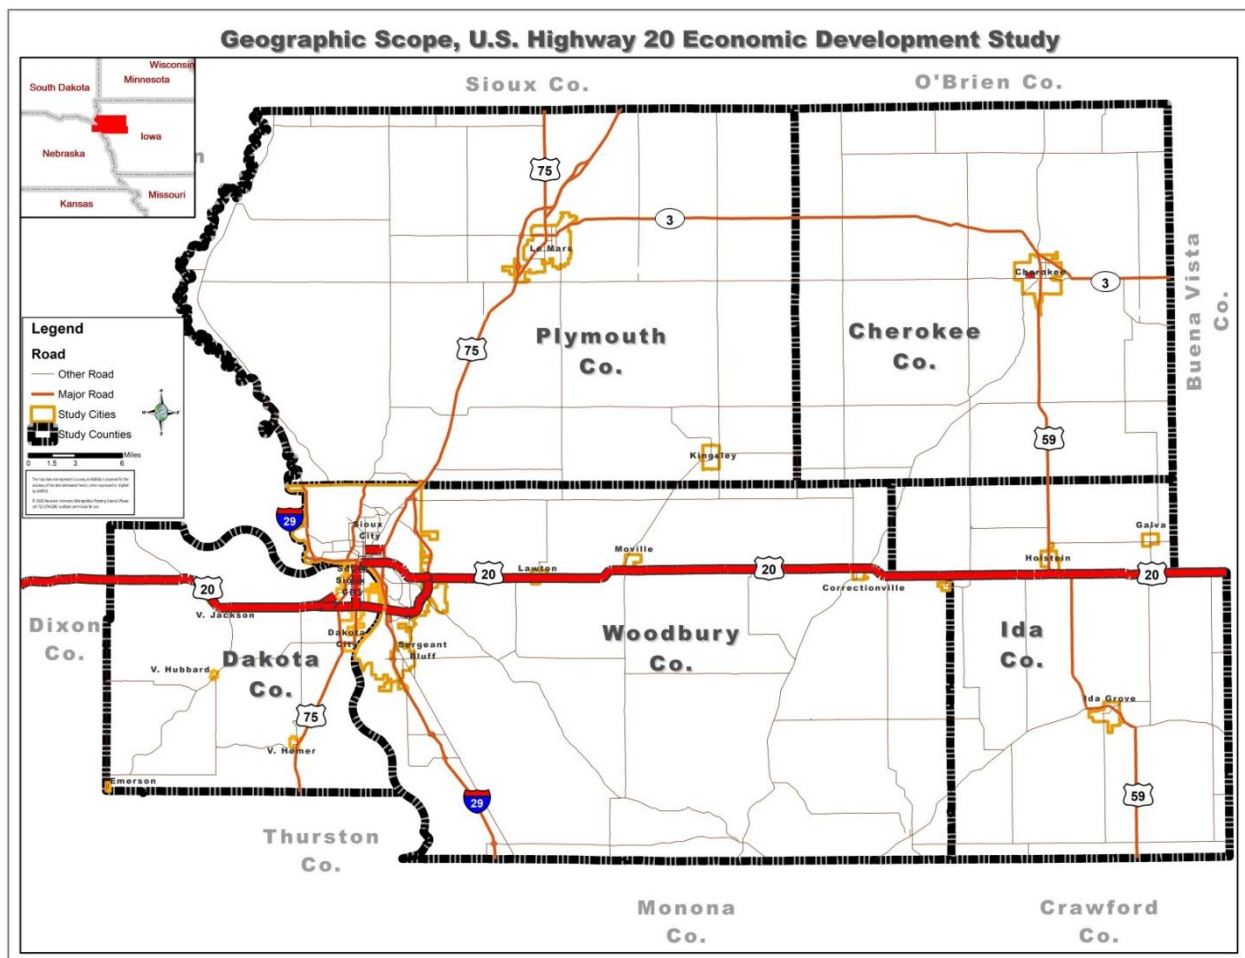 Geographic Scope, U.S. Highway 20 Economic Development Study
Wisconsin
South Dakota
Minnesota
Iowa
Nebraska
Missouri
Kansas
n
Sioux Co.
O'Brien Co.
75
3
Le Mars
Cherokee
3
Buena Vista
Co.
Plymouth
Co.
Cherokee
Co.
75
59
Kingsley
Legend
Road
Other Road
Major Road
Study Cities
Study Counties
Miles
0 1.5 3 6
29
Sioux
City
Galva
Moville
Holstein
Lawton
20
20
20
20
Correctionville
South
Sioux
City
V. Jackson
Dixon
Co.
Dakota
City
Sergeant
Bluff
Woodbury
Co.
Ida
Co.
V. Hubbard
Dakota
Co.
Ida Grove
75
V. Homer
Emerson
29
59
Thurston
Co.
Monona
Co.
Crawford
Co.